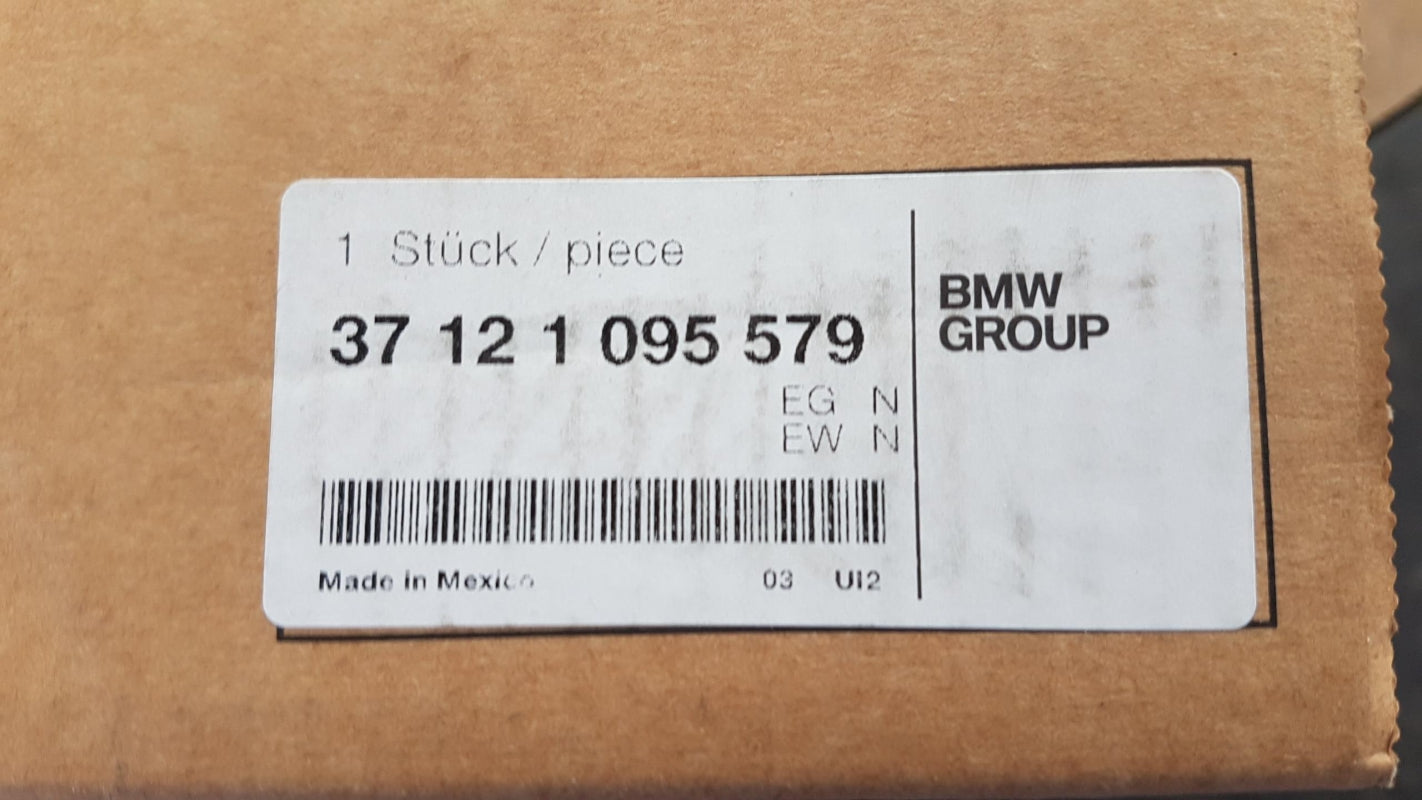 1 Stück / piece
37 12 1 095 579
EG N
EW N
Made in Mexico
03 UI2
BMW
GROUP